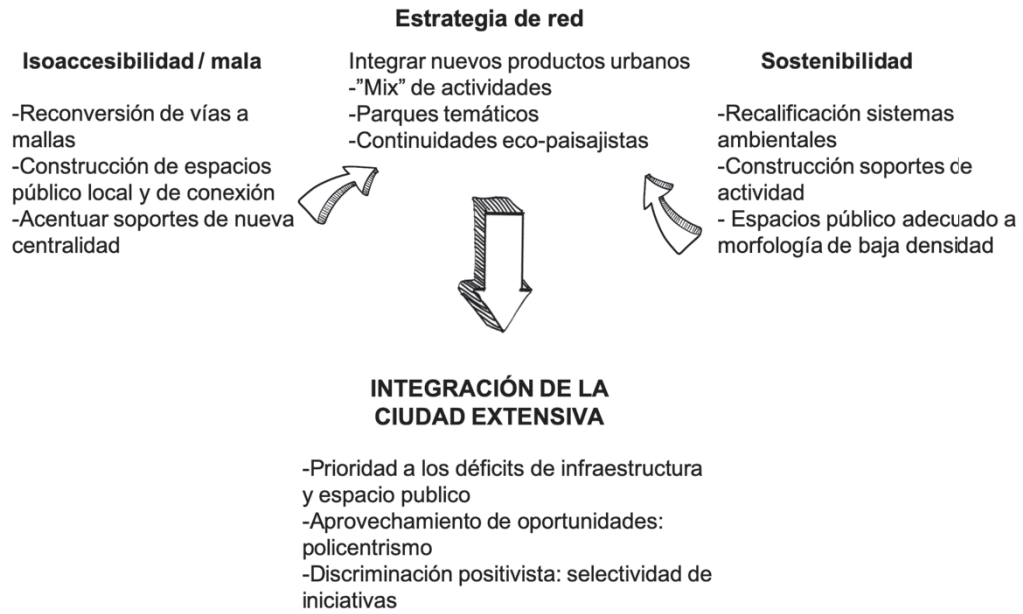 Estrategia de red
Isoaccesibilidad / mala
-Reconversión de vías a
mallas
-Construcción de espacios
público local y de conexión
-Acentuar soportes de nueva
centralidad
Integrar nuevos productos urbanos
-”Mix” de actividades
-Parques temáticos
-Continuidades eco-paisajistas
Sostenibilidad
-Recalificación sistemas
ambientales
-Construcción soportes de
actividad
- Espacios público adecuado a
morfología de baja densidad
INTEGRACIÓN DE LA
CIUDAD EXTENSIVA
-Prioridad a los déficits de infraestructura
y espacio publico
-Aprovechamiento de oportunidades:
policentrismo
-Discriminación positivista: selectividad de
iniciativas